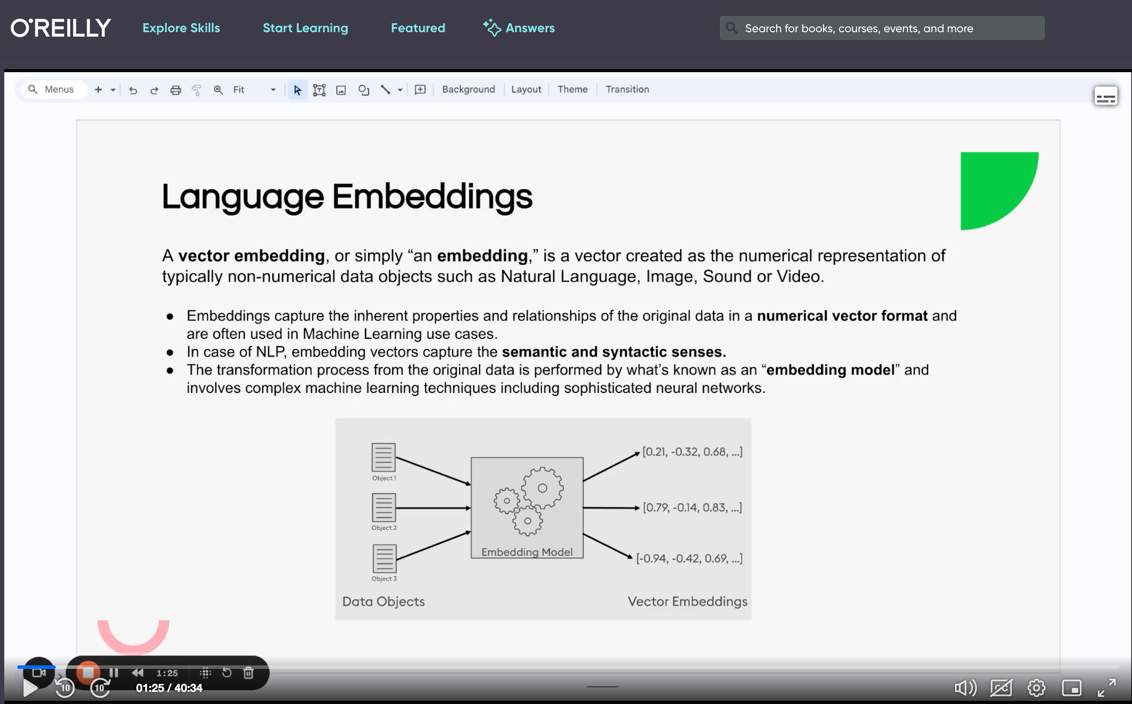 O'REILLY
Explore Skills
Start Learning
Featured
Answers
Search for books, courses, events, and more
Menus
Fit
Background
Layout
Theme
Transition
Language Embeddings
A vector embedding, or simply “an embedding,” is a vector created as the numerical representation of
typically non-numerical data objects such as Natural Language, Image, Sound or Video.
● Embeddings capture the inherent properties and relationships of the original data in a numerical vector format and
are often used in Machine Learning use cases.
● In case of NLP, embedding vectors capture the semantic and syntactic senses.
● The transformation process from the original data is performed by what’s known as an “embedding model” and
involves complex machine learning techniques including sophisticated neural networks.
Object 1
Object 2
Object 3
Embedding Model
[0.21, -0.32, 0.68, ...]
[0.79, -0.14, 0.83, ...]
[-0.94, -0.42, 0.69, ...]
Data Objects
Vector Embeddings
1:25
10
10
01:25 / 40:34